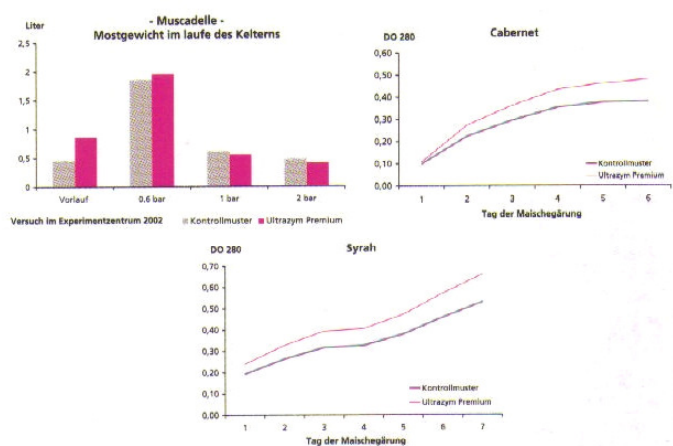 - Muscadelle -
Mostgewicht im laufe des Kelterns
Liter
2,5
2
1,5
1
0,5
0
Vorlauf 0.6 bar 1 bar 2 bar
Versuch im Experimentzentrum 2002 Kontrollmuster Ultrazym Premium
Cabernet
DO 280
0,60
0,50
0,40
0,30
0,20
0,10
0,00
Kontrollmuster
Ultrazym Premium
1 2 3 4 5 6
Tag der Maischegärung
Syrah
DO 280
0,70
0,60
0,50
0,40
0,30
0,20
0,10
0,00
Kontrollmuster
Ultrazym Premium
1 2 3 4 5 6 7
Tag der Maischegärung